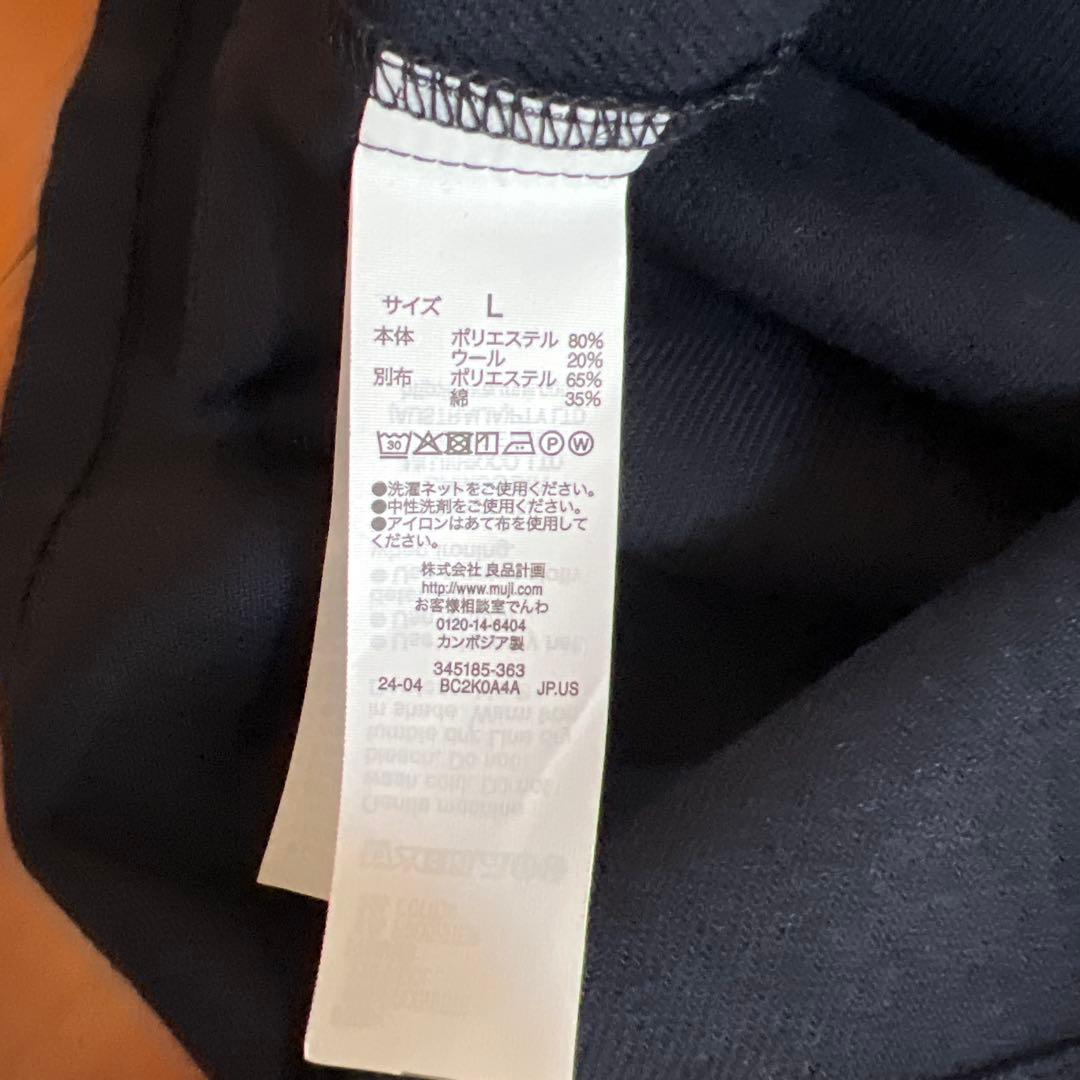 サイズ L
本体 ポリエステル 80%
ウール 20%
別布 ポリエステル 65%
綿 35%
30 P W
●洗濯ネットをご使用ください。
●中性洗剤をご使用ください。
●アイロンはあて布を使用して
ください。
株式会社 良品計画
http://www.muji.com
お客様相談室でんわ
0120-14-6404
カンボジア製
345185-363
24-04 BC2K0A4A JP.US